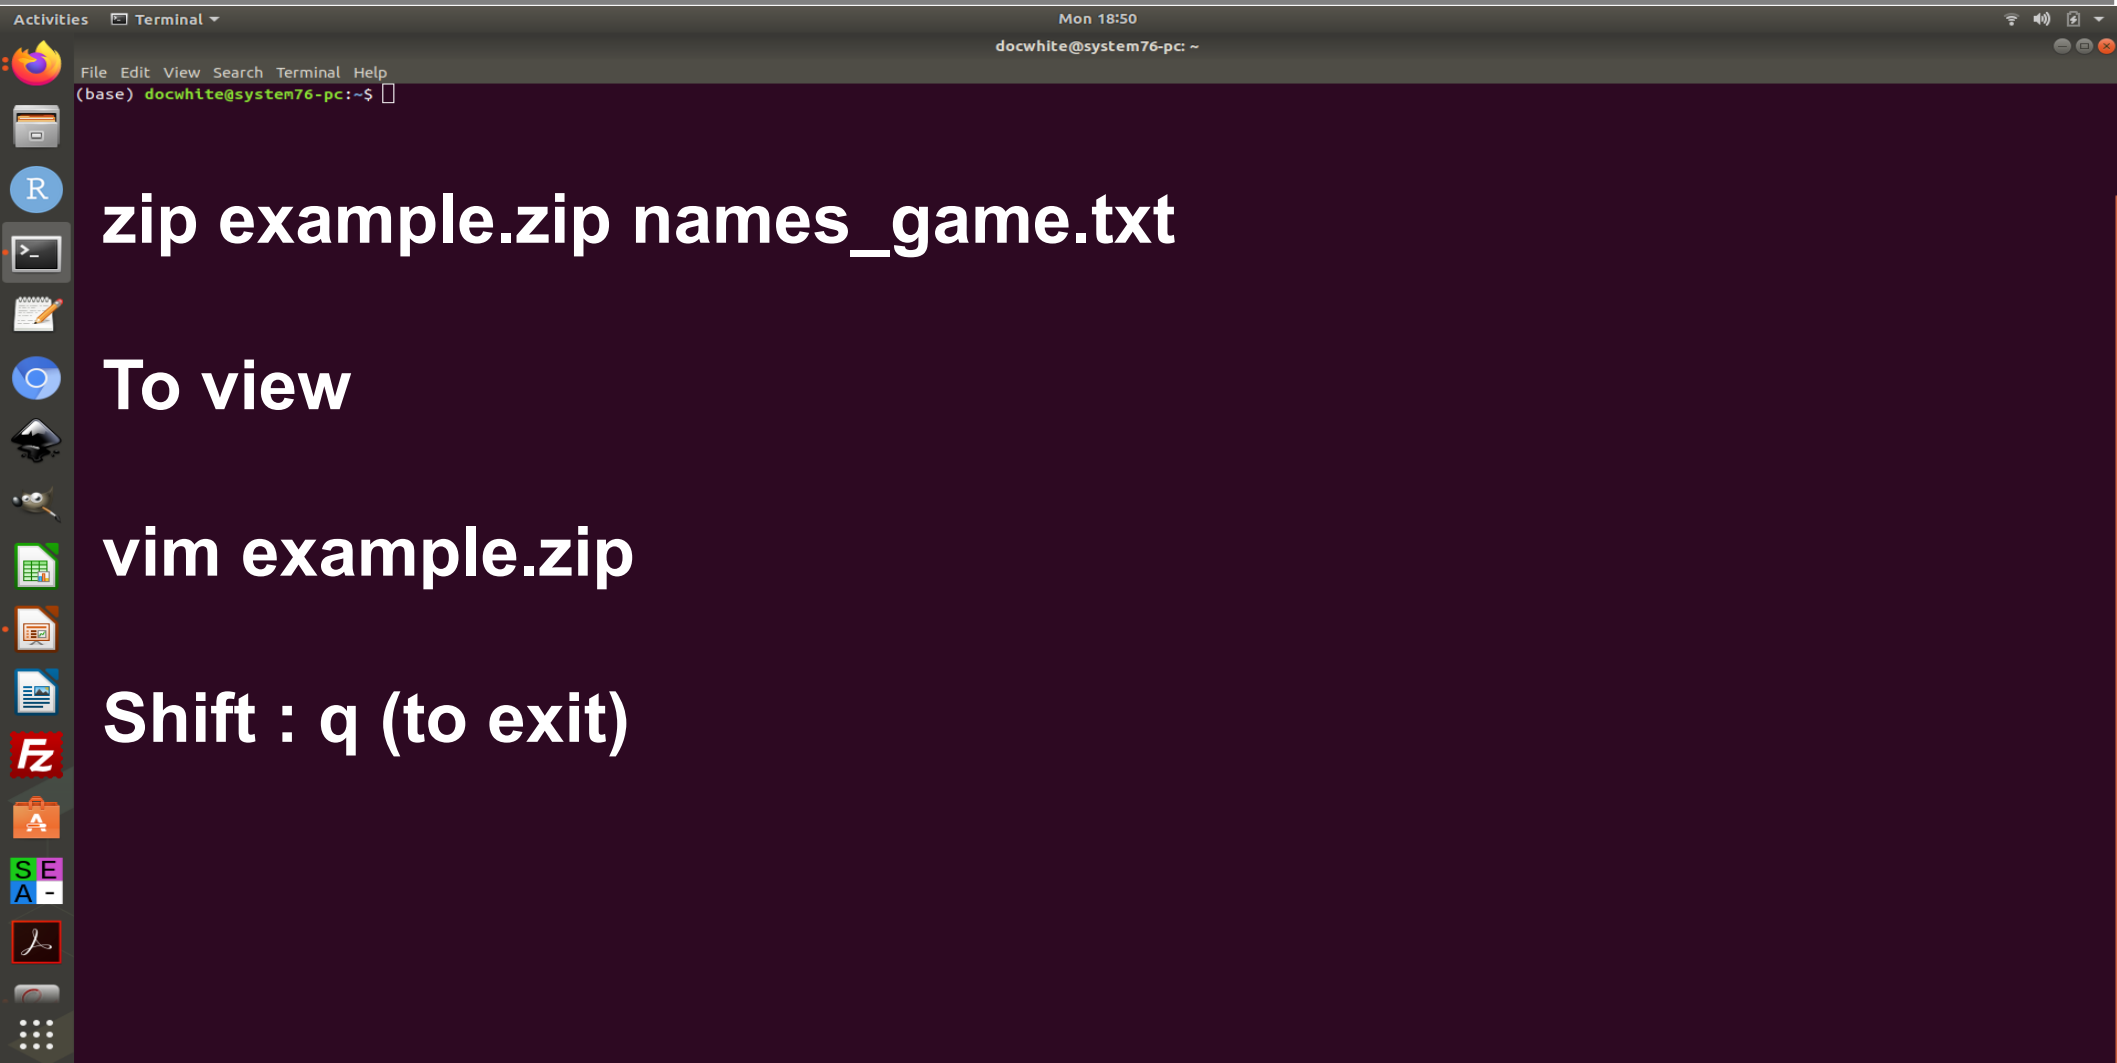 Activities Terminal Mon 18:50
docwhite@system76-pc: ~
File Edit View Search Terminal Help
(base) docwhite@system76-pc:~$
zip example.zip names_game.txt
To view
vim example.zip
Shift : q (to exit)
R
>_
Fz
A
S E
A -